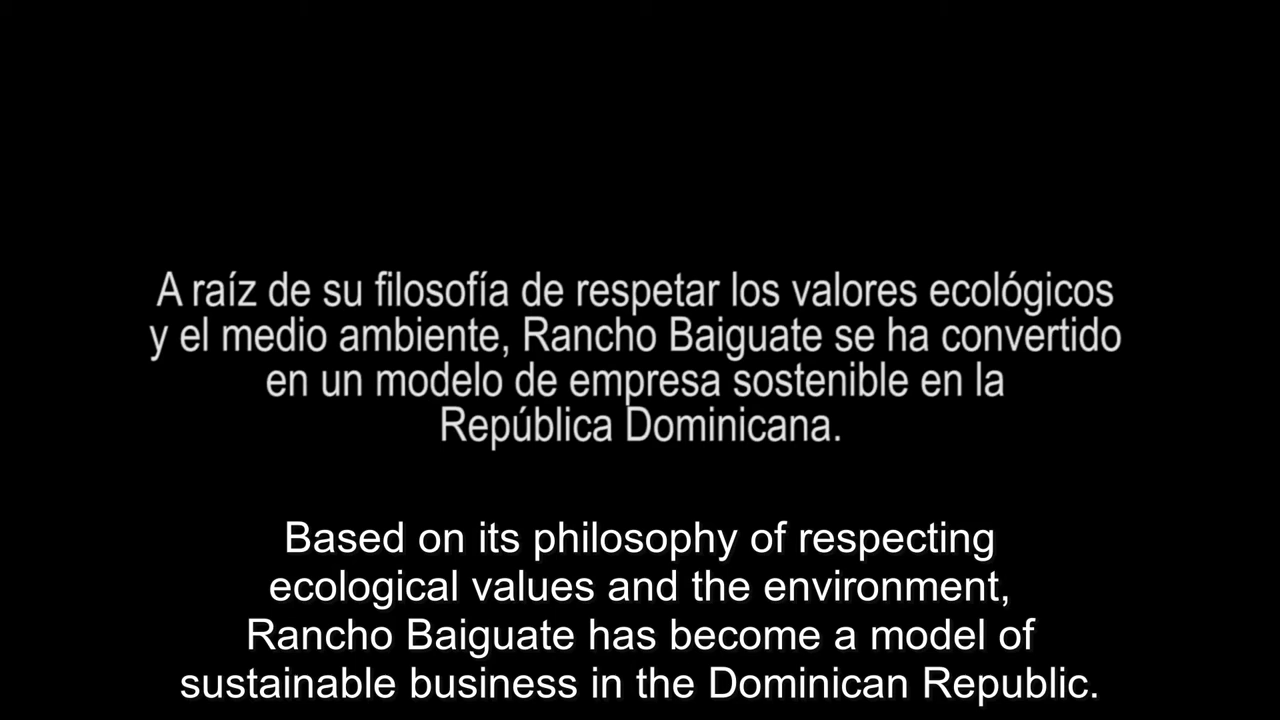 A raíz de su filosofía de respetar los valores ecológicos
y el medio ambiente, Rancho Baiguate se ha convertido
en un modelo de empresa sostenible en la
República Dominicana.
Based on its philosophy of respecting
ecological values and the environment,
Rancho Baiguate has become a model of
sustainable business in the Dominican Republic.